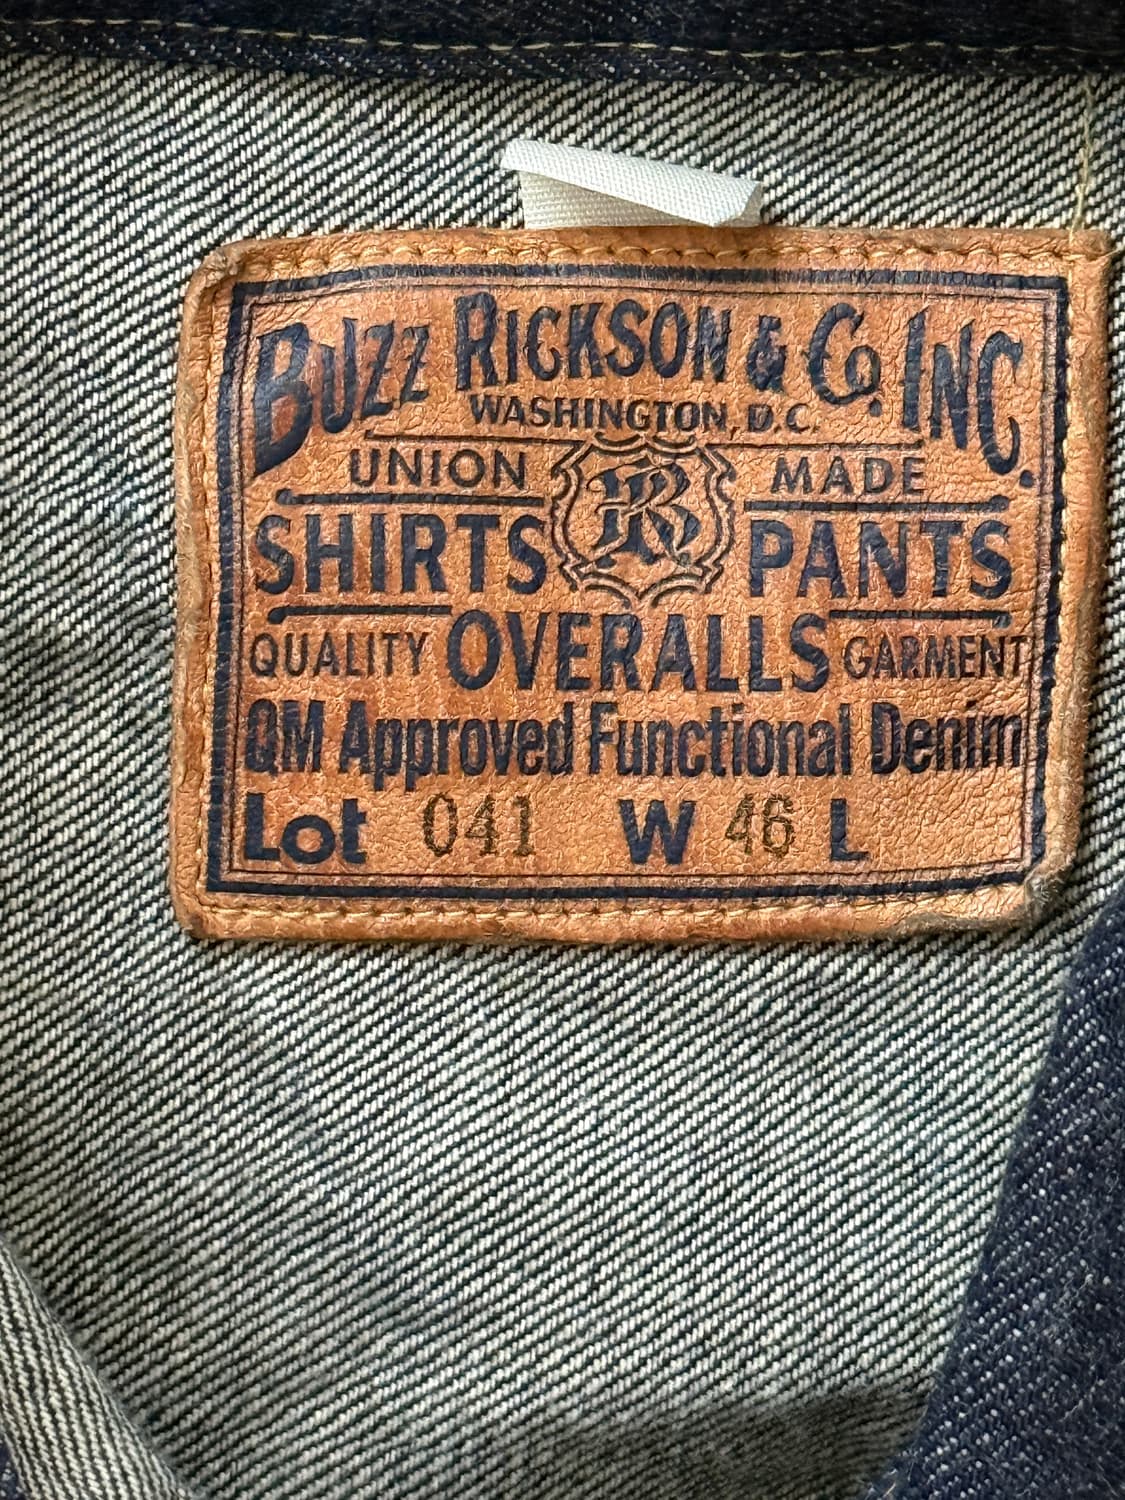 BUZZ RICKSON & Co. INC.
WASHINGTON, D.C.
UNION MADE
BR
SHIRTS PANTS
QUALITY OVERALLS GARMENT
QM Approved Functional Denim
Lot 041 W 46 L